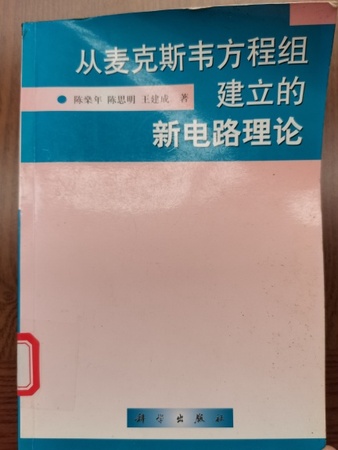 从麦克斯韦方程组
建立的
新电路理论
陈燊年 陈思明 王建成 著
科学出版社